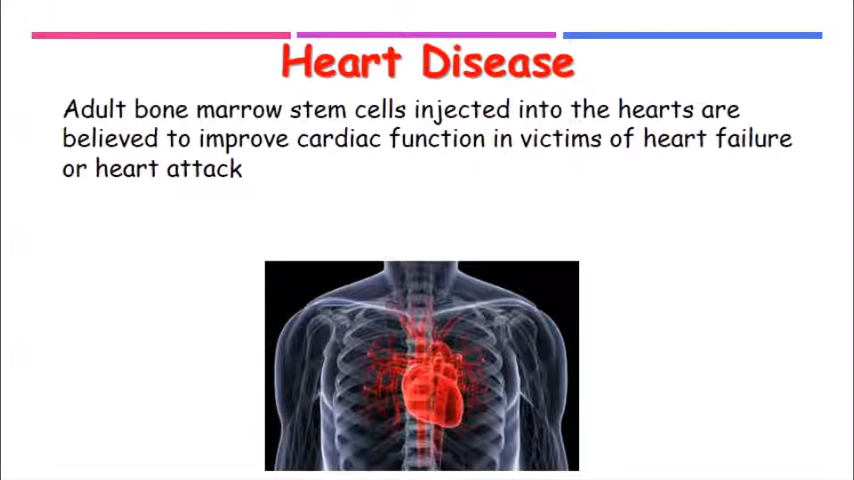 Heart Disease
Adult bone marrow stem cells injected into the hearts are
believed to improve cardiac function in victims of heart failure
or heart attack